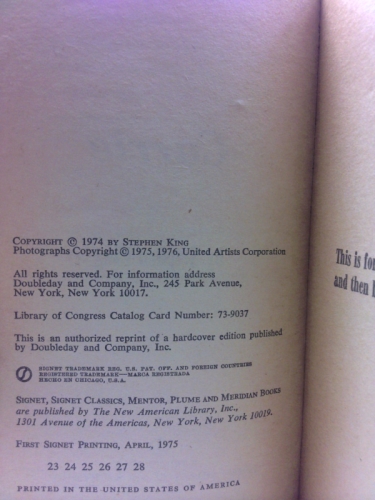 COPYRIGHT © 1974 BY STEPHEN KING
Photographs Copyright © 1975, 1976, United Artists Corporation
All rights reserved. For information address
Doubleday and Company, Inc., 245 Park Avenue,
New York, New York 10017.
Library of Congress Catalog Card Number: 73-9037
This is an authorized reprint of a hardcover edition published
by Doubleday and Company, Inc.
SIGNET TRADEMARK REG. U.S. PAT. OFF. AND FOREIGN COUNTRIES
REGISTERED TRADEMARK—MARCA REGISTRADA
HECHO EN CHICAGO, U.S.A.
SIGNET, SIGNET CLASSICS, MENTOR, PLUME AND MERIDIAN BOOKS
are published by The New American Library, Inc.,
1301 Avenue of the Americas, New York, New York 10019.
FIRST SIGNET PRINTING, APRIL, 1975
23 24 25 26 27 28
PRINTED IN THE UNITED STATES OF AMERICA
This is for
and then